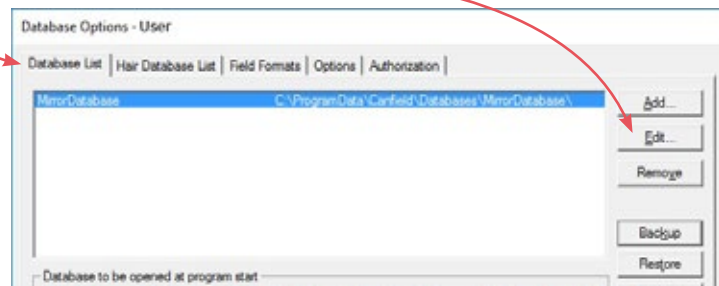 Database Options - User
Database List Hair Database List Field Formats Options Authorization
MirrorDatabase C:\ProgramData\Canfield\Databases\MirrorDatabase\
Add...
Edit...
Remove
Backup
Restore
Database to be opened at program start